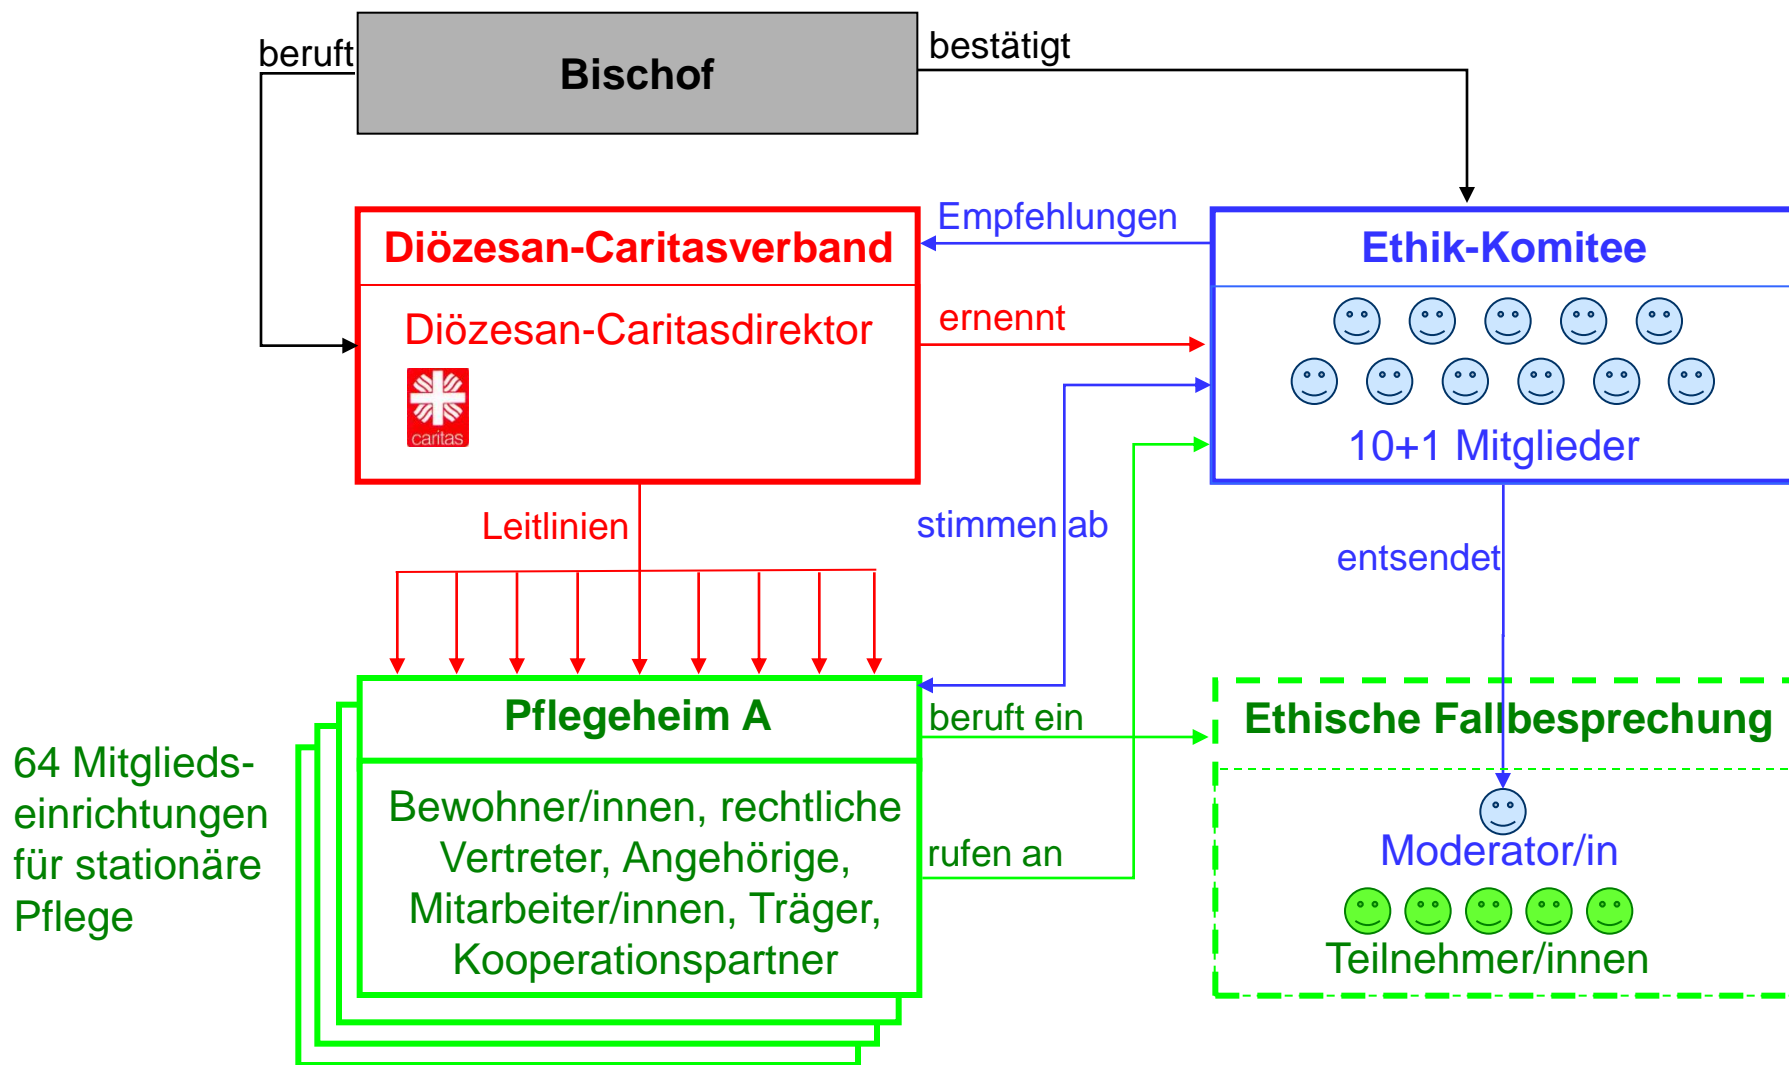 beruft
Bischof
bestätigt
Diözesan-Caritasverband
Diözesan-Caritasdirektor
caritas
Empfehlungen
ernennt
Ethik-Komitee
10+1 Mitglieder
Leitlinien
stimmen ab
entsendet
64 Mitglieds-
einrichtungen
für stationäre
Pflege
Pflegeheim A
Bewohner/innen, rechtliche
Vertreter, Angehörige,
Mitarbeiter/innen, Träger,
Kooperationspartner
beruft ein
rufen an
Ethische Fallbesprechung
Moderator/in
Teilnehmer/innen